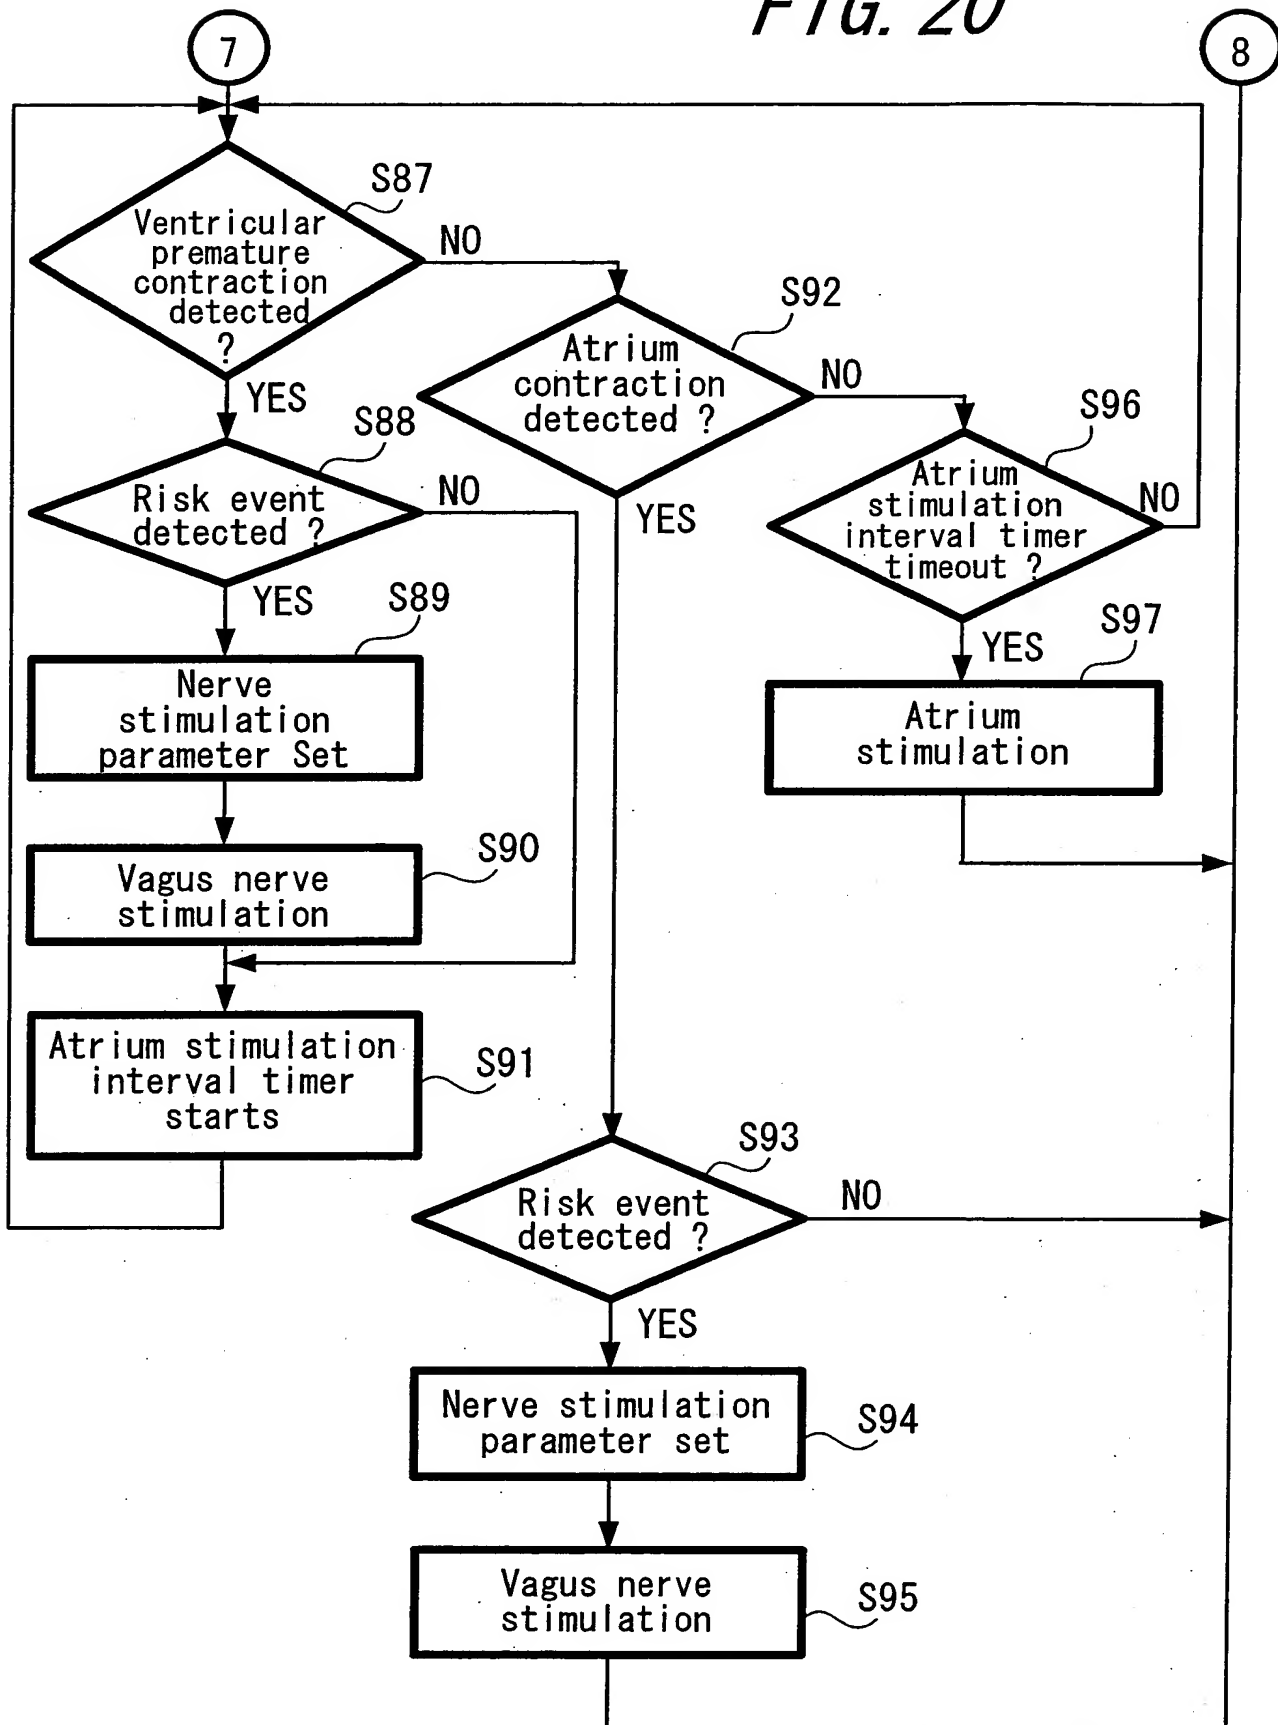 FIG. 20
7
8
S87
Ventricular
premature
contraction
detected
?
NO
YES
S92
Atrium
contraction
detected ?
NO
YES
S96
Atrium
stimulation
interval timer
timeout ?
NO
YES
S88
Risk event
detected ?
NO
YES
S89
Nerve
stimulation
parameter Set
S97
Atrium
stimulation
S90
Vagus nerve
stimulation
S91
Atrium stimulation
interval timer
starts
S93
Risk event
detected ?
NO
YES
S94
Nerve stimulation
parameter set
S95
Vagus nerve
stimulation